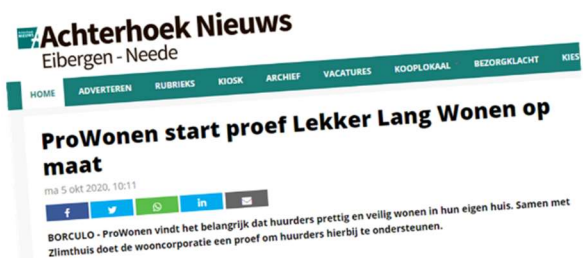 Achterhoek Nieuws
Eibergen - Neede
HOME ADVERTEREN RUBRIEKS KIOSK ARCHIEF VACATURES KOOPLOKAAL BEZORGKLACHT KIES
ProWonen start proef Lekker Lang Wonen op
maat
ma 5 okt 2020, 10:11
BORCULO - ProWonen vindt het belangrijk dat huurders prettig en veilig wonen in hun eigen huis. Samen met
Zlimthuis doet de wooncorporatie een proef om huurders hierbij te ondersteunen.